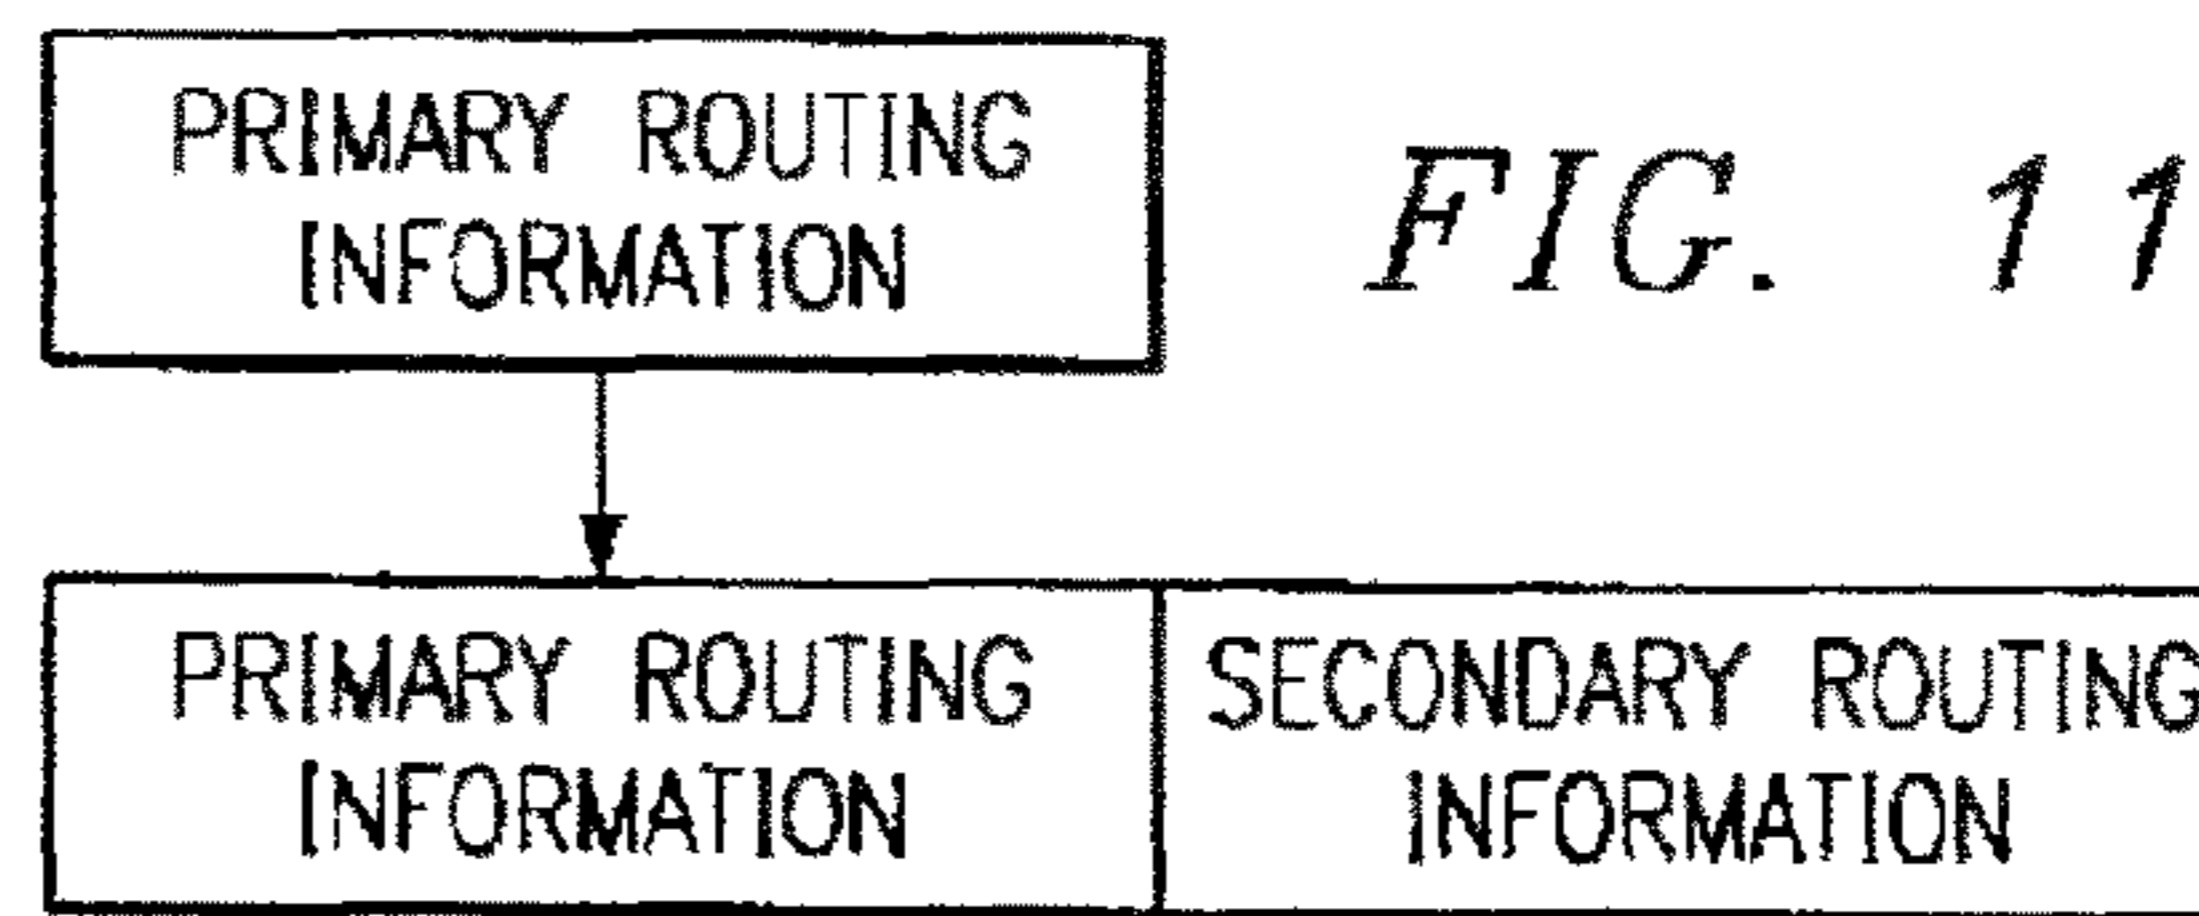 PRIMARY ROUTING
INFORMATION
FIG. 11
PRIMARY ROUTING
INFORMATION
SECONDARY ROUTING
INFORMATION